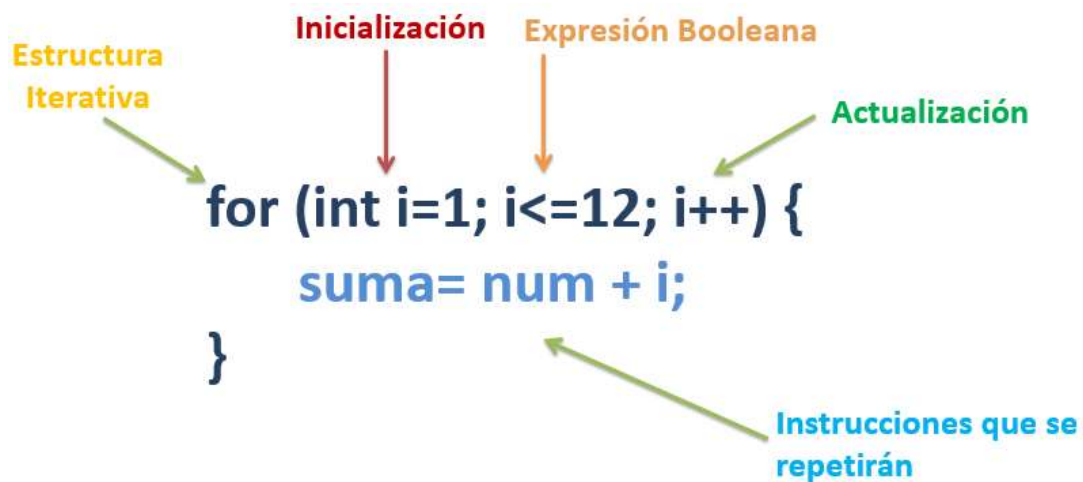 Inicialización
Expresión Booleana
Estructura
Iterativa
Actualización
for (int i=1; i<=12; i++) {
suma= num + i;
}
Instrucciones que se
repetirán